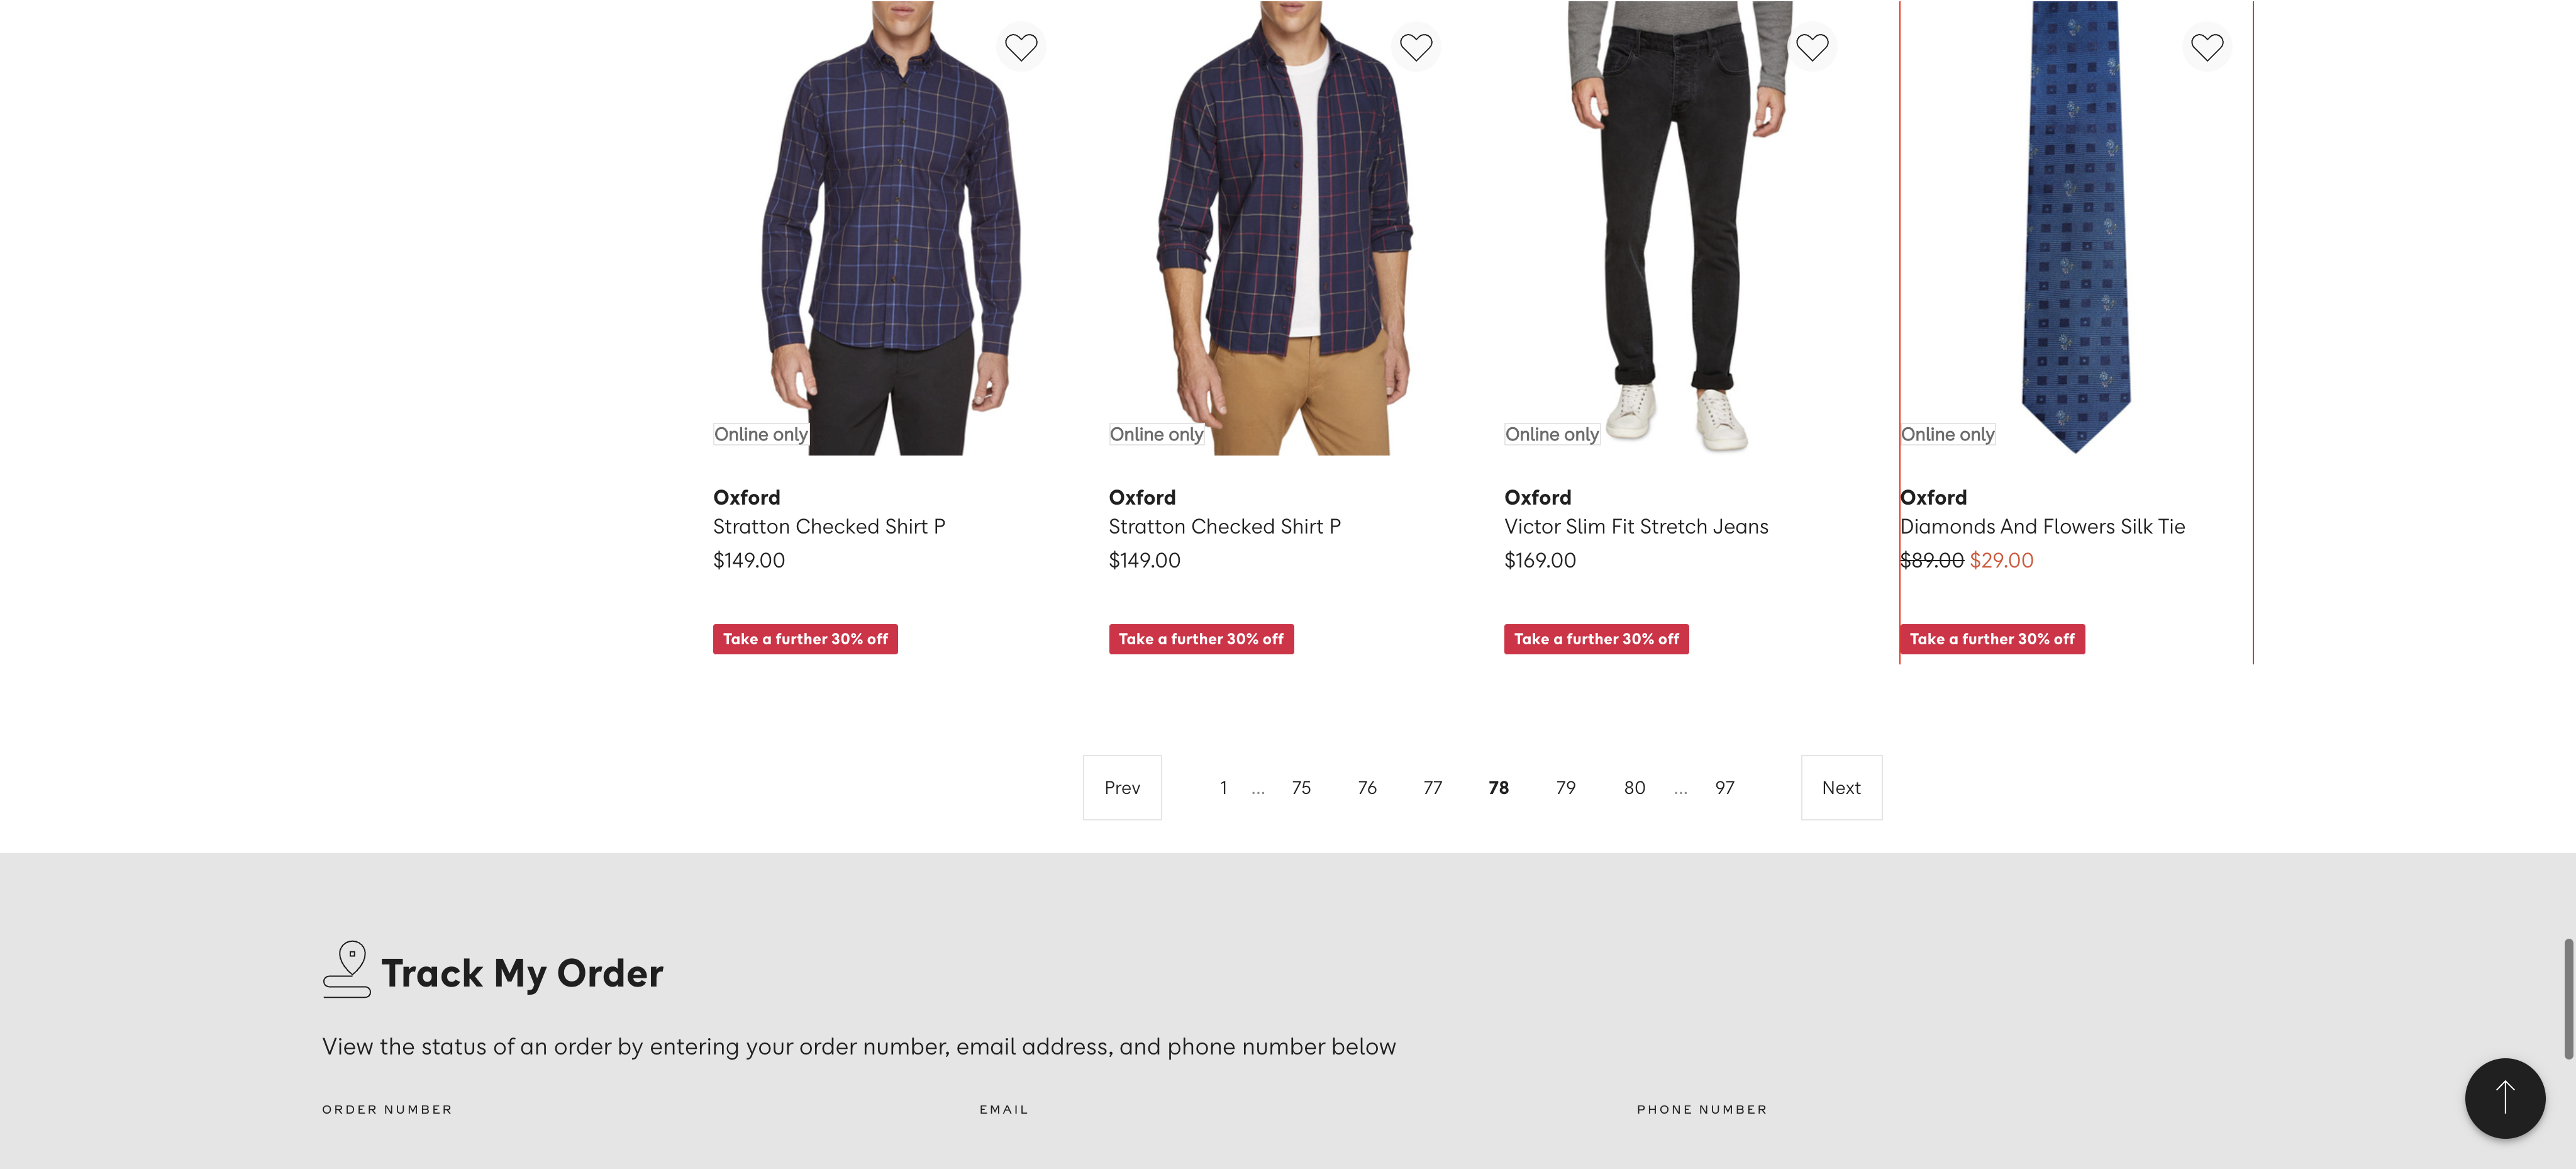 Online only
Online only
Online only
Online only
Oxford
Stratton Checked Shirt P
$149.00
Take a further 30% off
Oxford
Stratton Checked Shirt P
$149.00
Take a further 30% off
Oxford
Victor Slim Fit Stretch Jeans
$169.00
Take a further 30% off
Oxford
Diamonds And Flowers Silk Tie
$89.00 $29.00
Take a further 30% off
Prev 1 ... 75 76 77 78 79 80 ... 97 Next
Track My Order
View the status of an order by entering your order number, email address, and phone number below
ORDER NUMBER
EMAIL
PHONE NUMBER